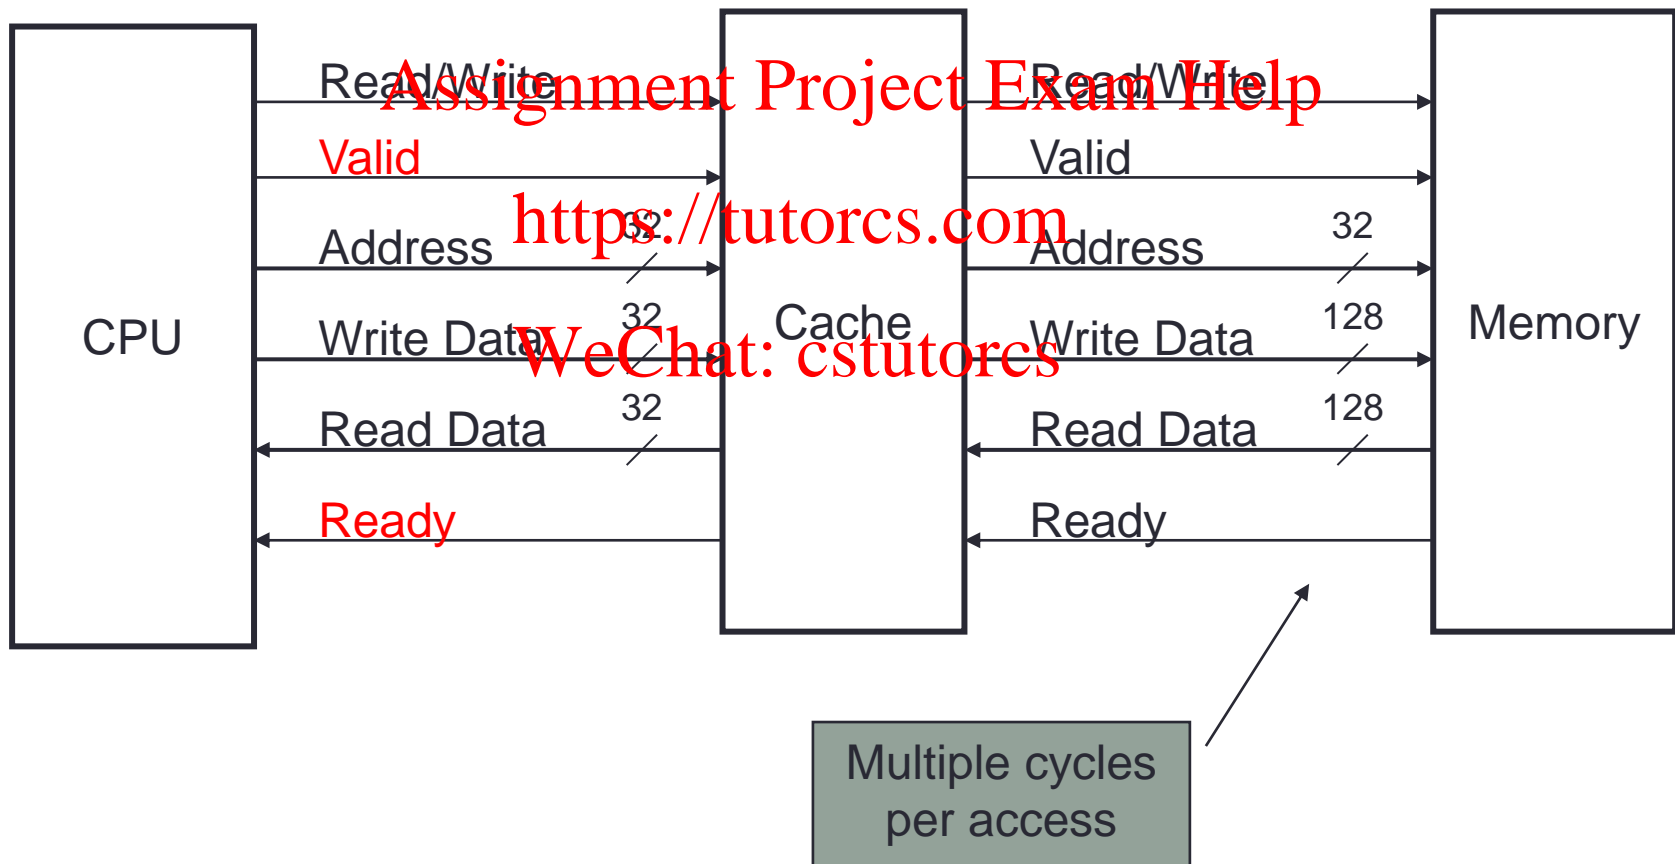 Read/Write
Read/Write
Assignment Project Exam Help
Valid
Valid
https://tutorcs.com
Address
32
Address
32
CPU
Write Data
32
Cache
Write Data
128
Memory
WeChat: cstutorcs
Read Data
32
Read Data
128
Ready
Ready
Multiple cycles
per access